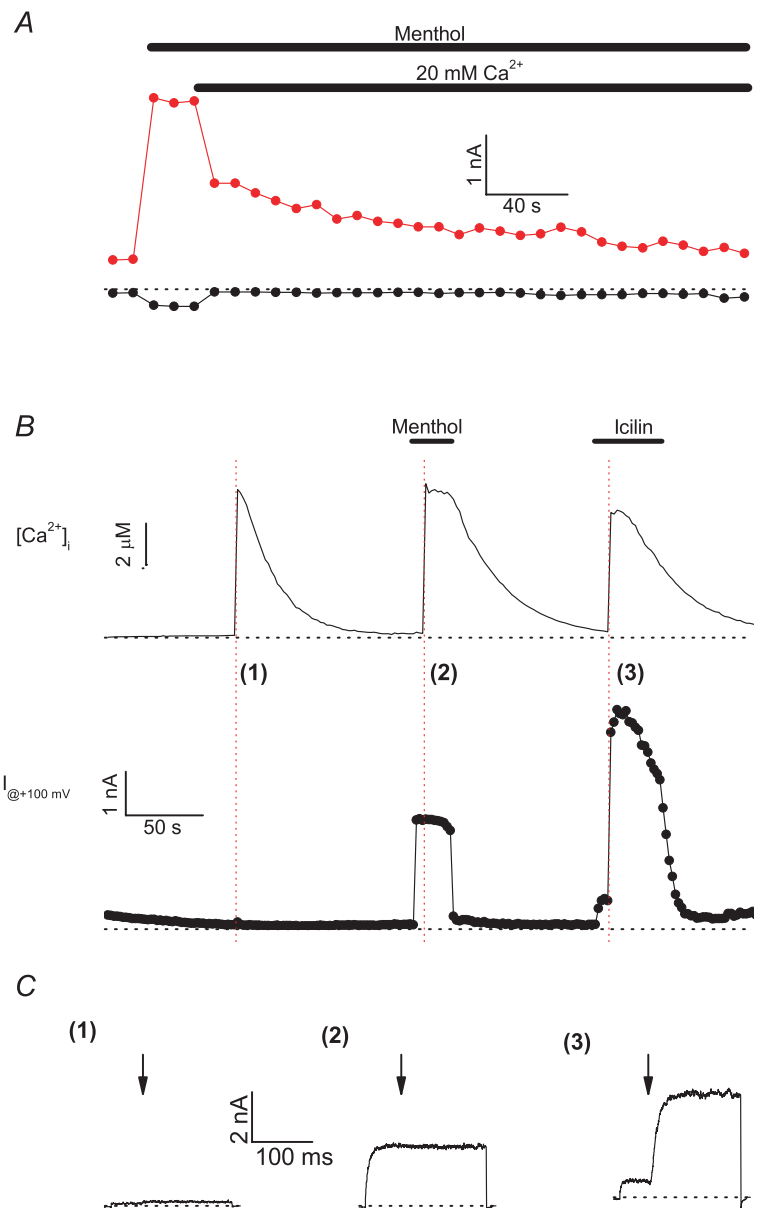 A
Menthol
20 mM Ca²⁺
1 nA
40 s
B
Menthol
Icilin
[Ca²⁺]ᵢ
2 µM
(1)
(2)
(3)
I@+100 mV
1 nA
50 s
C
(1)
(2)
(3)
2 nA
100 ms